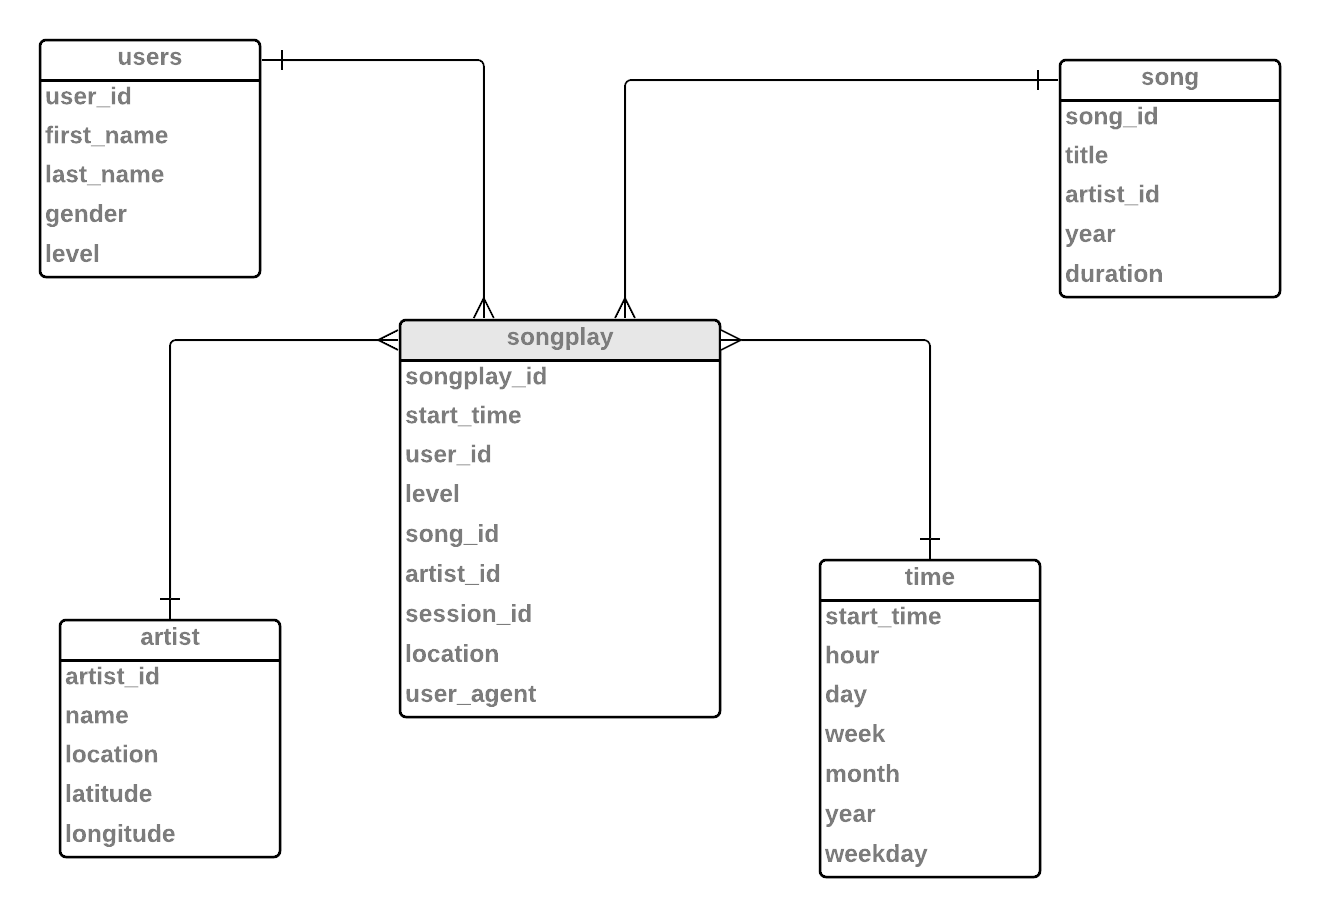 users
user_id
first_name
last_name
gender
level
song
song_id
title
artist_id
year
duration
songplay
songplay_id
start_time
user_id
level
song_id
artist_id
session_id
location
user_agent
artist
artist_id
name
location
latitude
longitude
time
start_time
hour
day
week
month
year
weekday